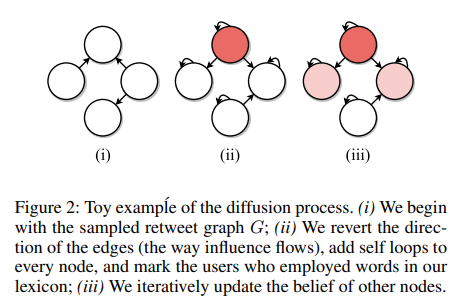 (i)
(ii)
(iii)
Figure 2: Toy example of the diffusion process. (i) We begin
with the sampled retweet graph G; (ii) We revert the direc-
tion of the edges (the way influence flows), add self loops to
every node, and mark the users who employed words in our
lexicon; (iii) We iteratively update the belief of other nodes.